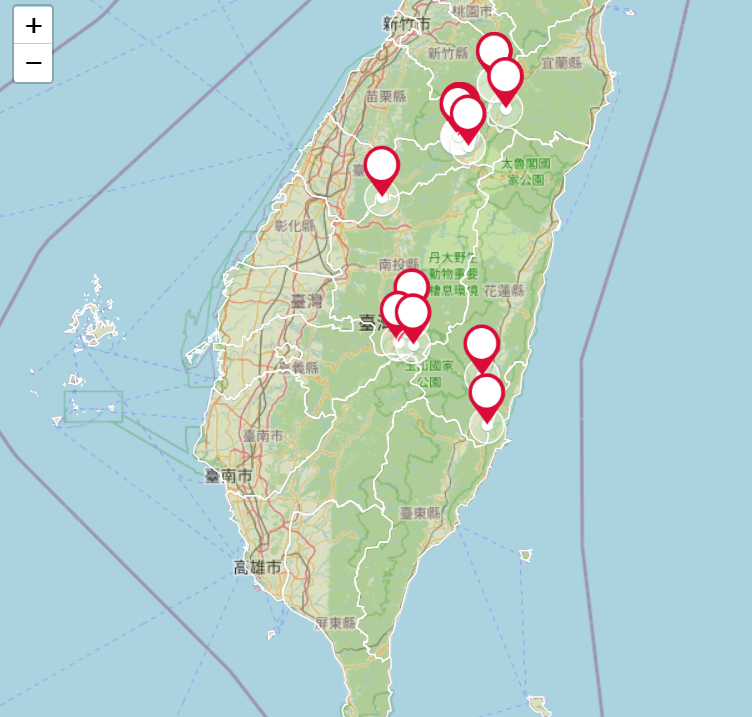 +
−
桃園市
新竹市
新竹縣
宜蘭縣
苗栗縣
太魯閣國
家公園
彰化縣
南投縣
丹大野生
動物重要
棲息環境
花蓮縣
臺灣
玉山國家
公園
嘉義縣
臺南市
臺南市
臺東縣
高雄市
屏東縣